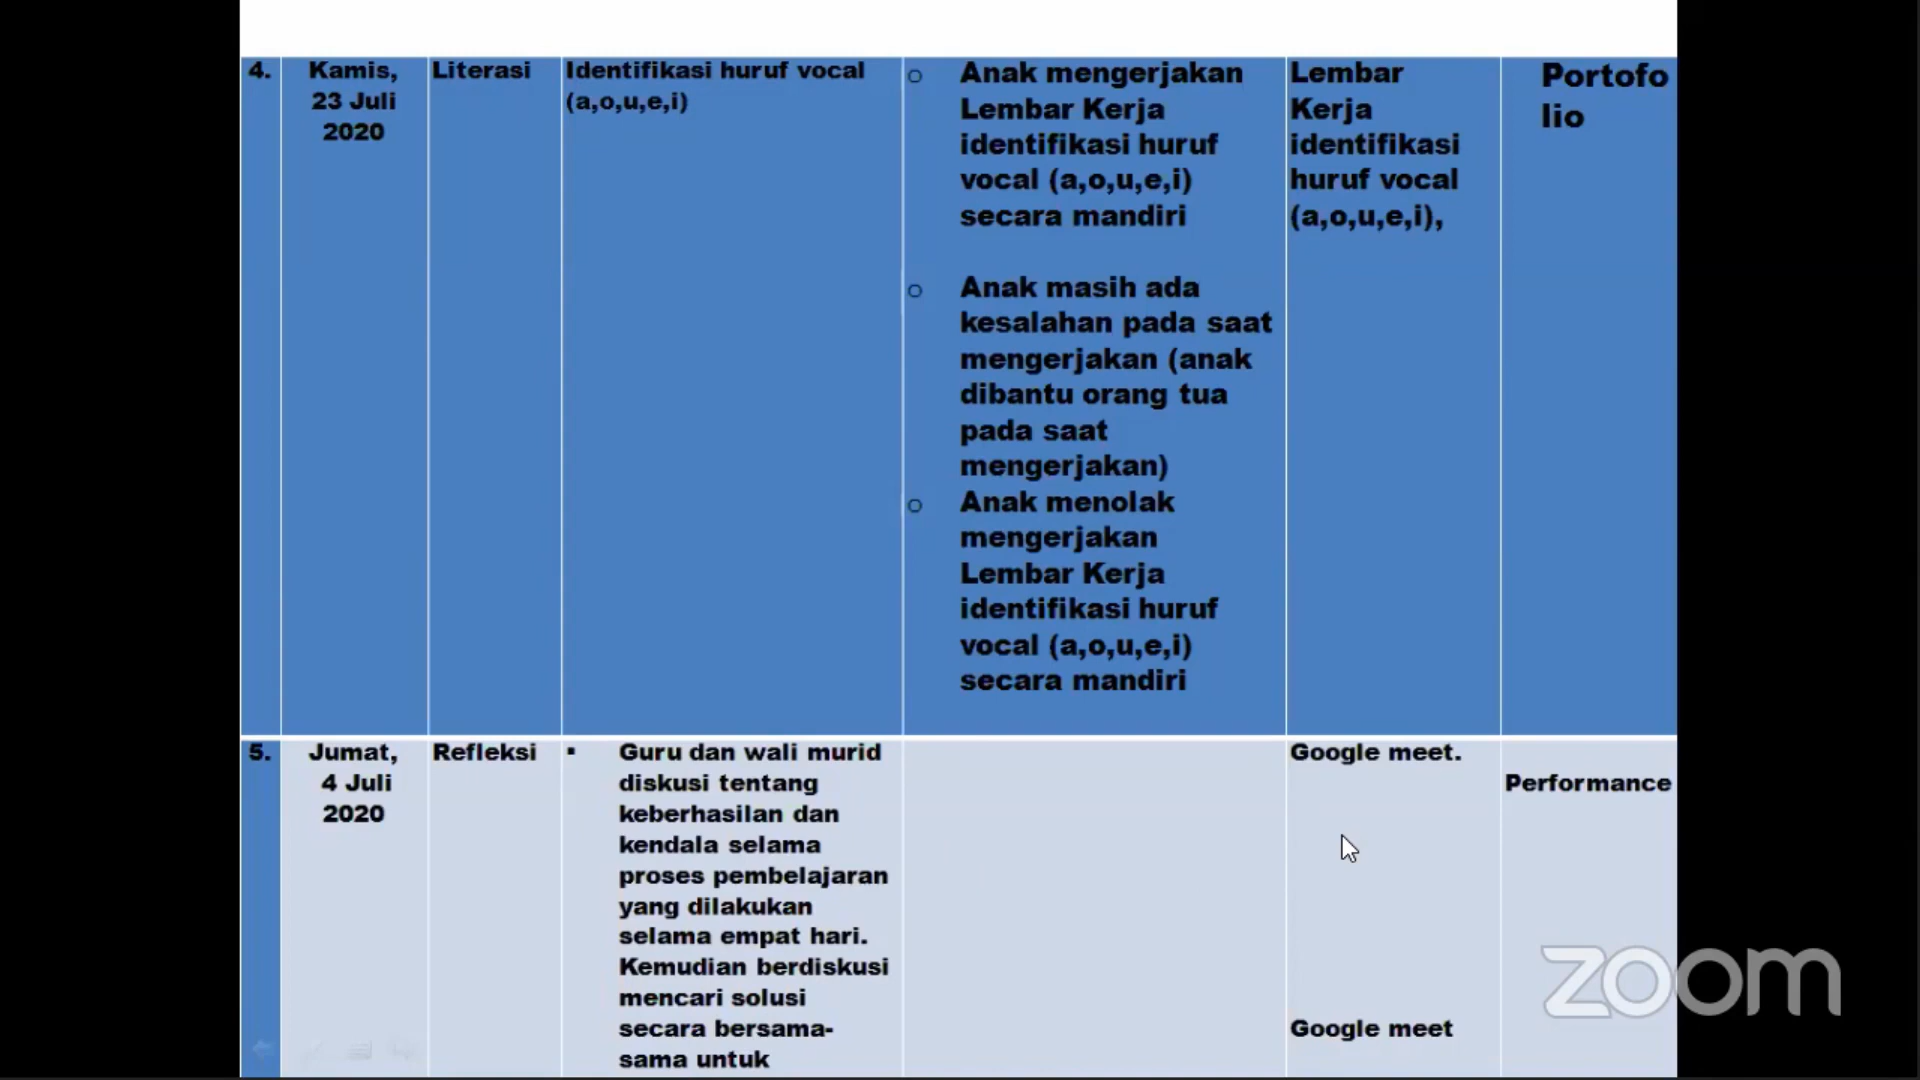 4.
Kamis,
23 Juli
2020
Literasi
Identifikasi huruf vocal
(a,o,u,e,i)
Anak mengerjakan
Lembar Kerja
identifikasi huruf
vocal (a,o,u,e,i)
secara mandiri
Anak masih ada
kesalahan pada saat
mengerjakan (anak
dibantu orang tua
pada saat
mengerjakan)
Anak menolak
mengerjakan
Lembar Kerja
identifikasi huruf
vocal (a,o,u,e,i)
secara mandiri
Lembar
Kerja
identifikasi
huruf vocal
(a,o,u,e,i),
Portofo
lio
5.
Jumat,
4 Juli
2020
Refleksi
Guru dan wali murid
diskusi tentang
keberhasilan dan
kendala selama
proses pembelajaran
yang dilakukan
selama empat hari.
Kemudian berdiskusi
mencari solusi
secara bersama-
sama untuk
Google meet.
Google meet
Performance
zoom